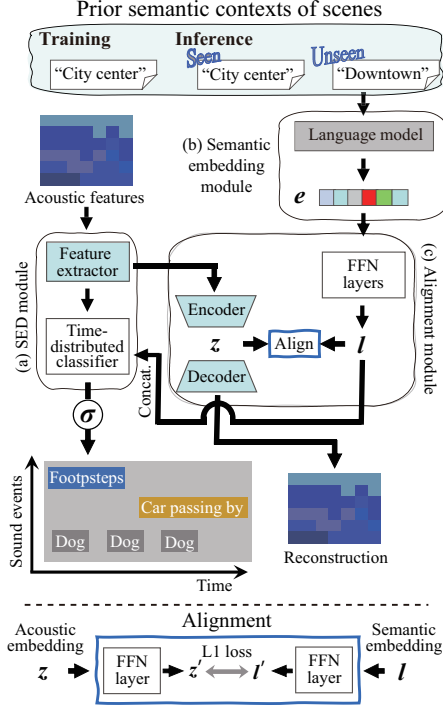 Prior semantic contexts of scenes
Training
Inference
Seen
Unseen
“City center”
“City center”
“Downtown”
(b) Semantic
embedding
module
Language model
e
Acoustic features
(a) SED module
Feature
extractor
Time-
distributed
classifier
σ
(c) Alignment module
FFN
layers
Encoder
z
Align
l
Decoder
Concat.
Sound events
Footsteps
Car passing by
Dog
Dog
Dog
Time
Reconstruction
Alignment
Acoustic
embedding
z
FFN
layer
z′
L1 loss
l′
FFN
layer
Semantic
embedding
l